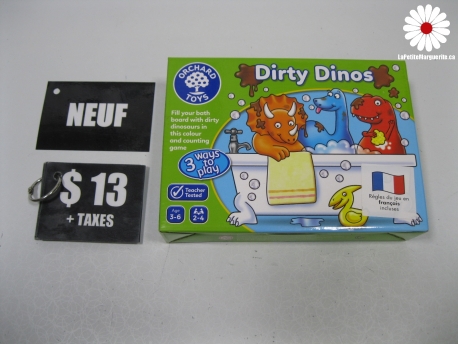 LaPetiteMarguerite.co
NEUF
$ 13
+ TAXES
ORCHARD
TOYS
Dirty Dinos
Fill your bath
board with dirty
dinosaurs in
this colour
and counting
game
3 ways to
play
Teacher
Tested
Age
3-6
2-4
Règles du jeu en
français
incluses